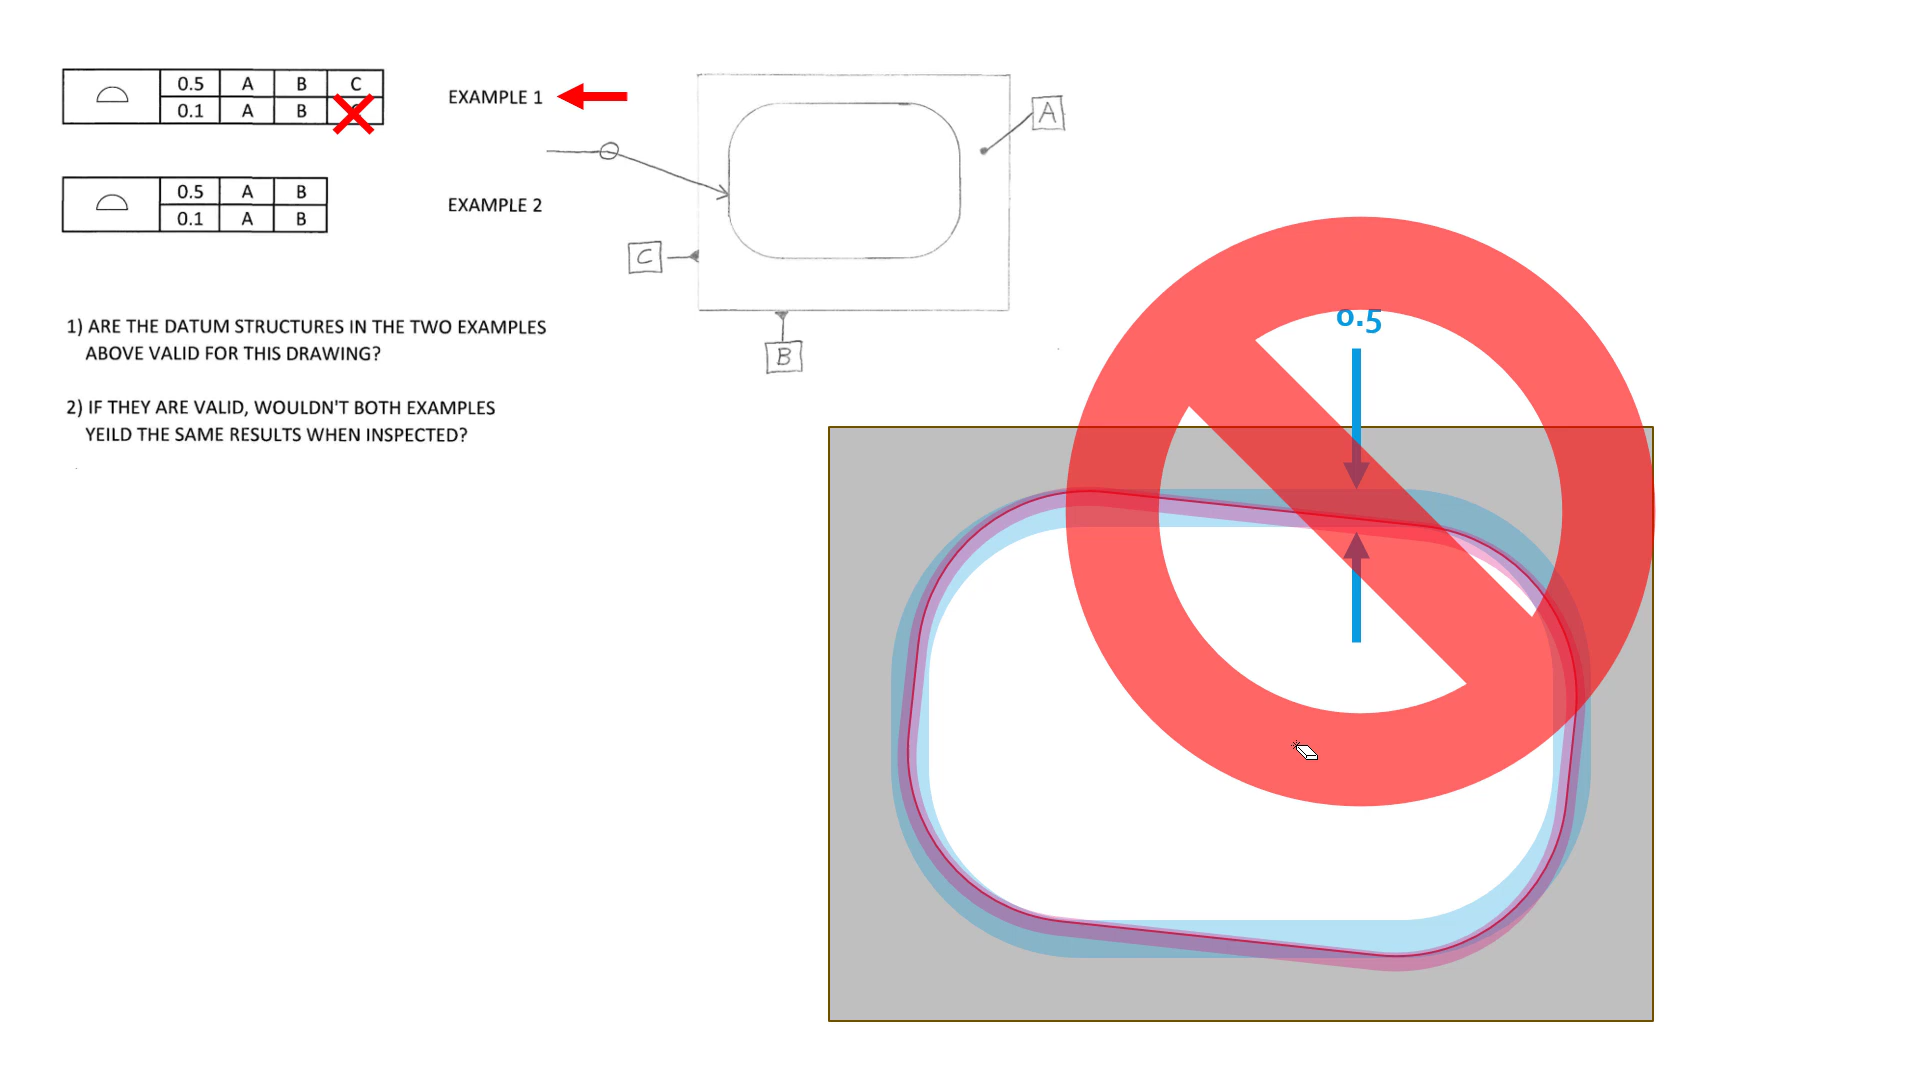 0.5 A B C
0.1 A B
EXAMPLE 1
0.5 A B
0.1 A B
EXAMPLE 2
A
C
B
1) ARE THE DATUM STRUCTURES IN THE TWO EXAMPLES
ABOVE VALID FOR THIS DRAWING?
2) IF THEY ARE VALID, WOULDN'T BOTH EXAMPLES
YEILD THE SAME RESULTS WHEN INSPECTED?
0.5